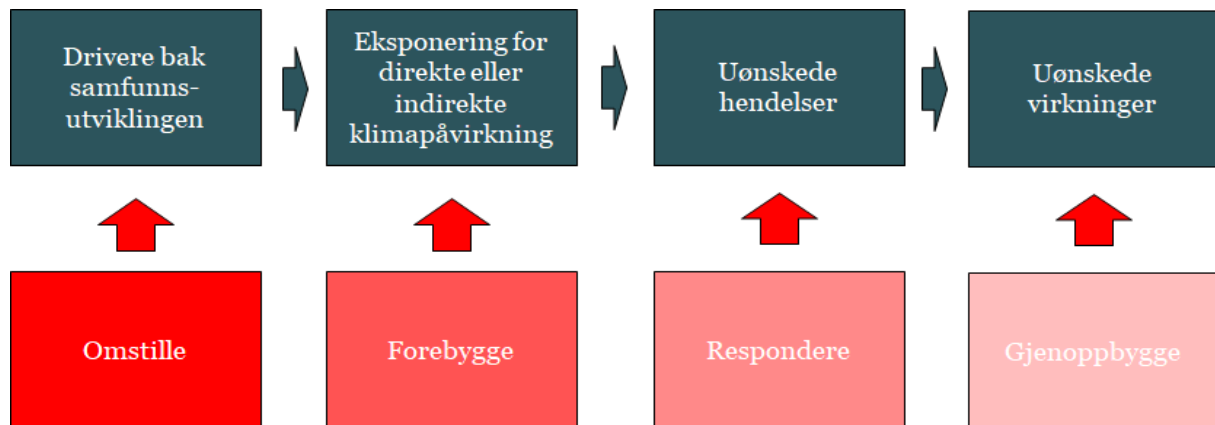 Drivere bak
samfunns-
utviklingen
Eksponering for
direkte eller
indirekte
klimapåvirkning
Uønskede
hendelser
Uønskede
virkninger
Omstille
Forebygge
Respondere
Gjenoppbygge